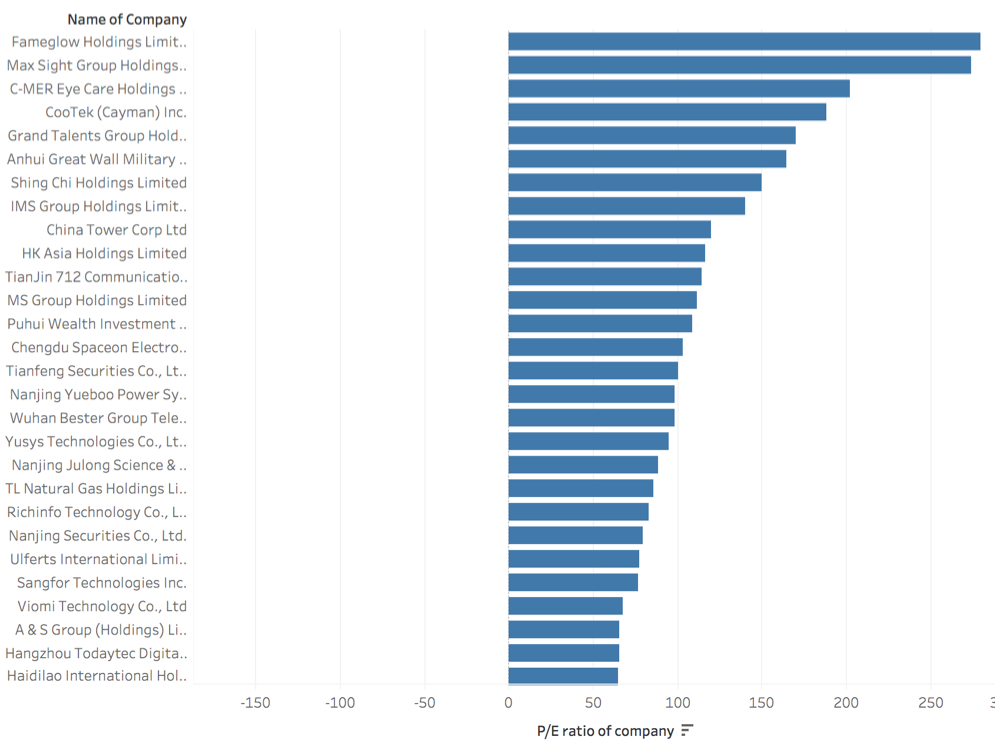 Name of Company
Fameglow Holdings Limit..
Max Sight Group Holdings..
C-MER Eye Care Holdings ..
CooTek (Cayman) Inc.
Grand Talents Group Hold..
Anhui Great Wall Military ..
Shing Chi Holdings Limited
IMS Group Holdings Limit..
China Tower Corp Ltd
HK Asia Holdings Limited
TianJin 712 Communicatio..
MS Group Holdings Limited
Puhui Wealth Investment ..
Chengdu Spaceon Electro..
Tianfeng Securities Co., Lt..
Nanjing Yueboo Power Sy..
Wuhan Bester Group Tele..
Yusys Technologies Co., Lt..
Nanjing Julong Science & ..
TL Natural Gas Holdings Li..
Richinfo Technology Co., L..
Nanjing Securities Co., Ltd.
Ulferts International Limi..
Sangfor Technologies Inc.
Viomi Technology Co., Ltd
A & S Group (Holdings) Li..
Hangzhou Todaytec Digita..
Haidilao International Hol..
-150 -100 -50 0 50 100 150 200 250
P/E ratio of company